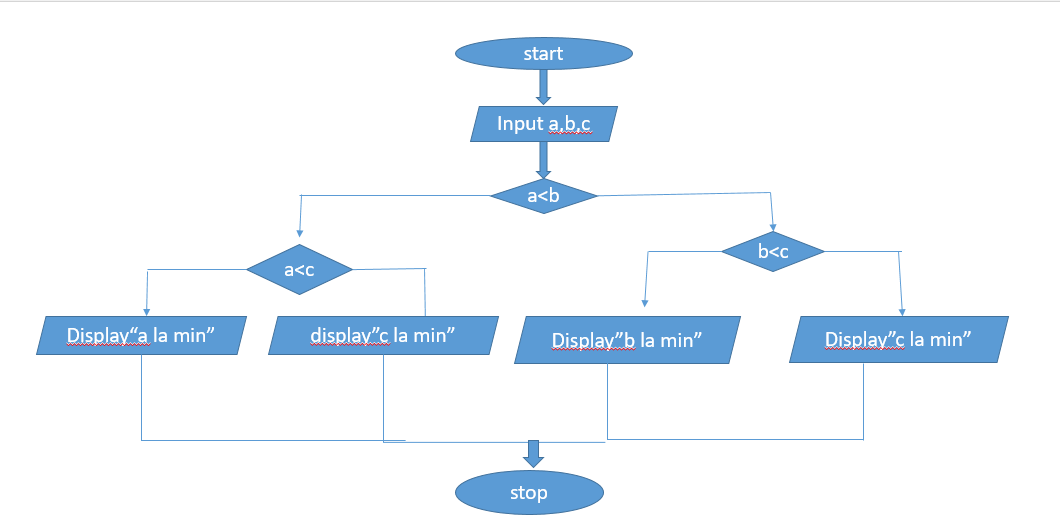 start
Input a,b,c
a<b
a<c
b<c
Display“a la min”
display”c la min”
Display”b la min”
Display”c la min”
stop